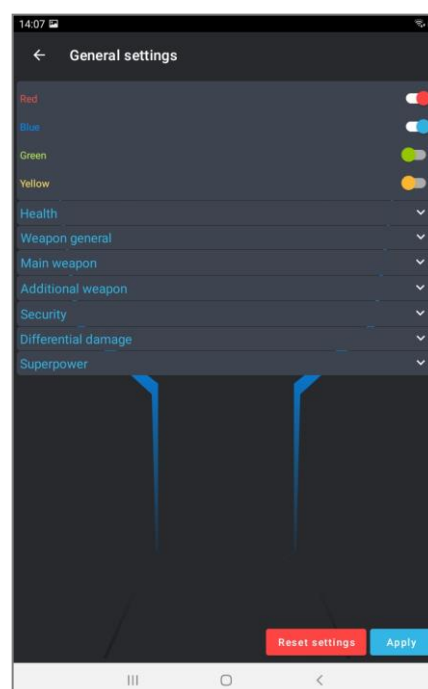 14:07
General settings
Red
Blue
Green
Yellow
Health
Weapon general
Main weapon
Additional weapon
Security
Differential damage
Superpower
Reset settings
Apply